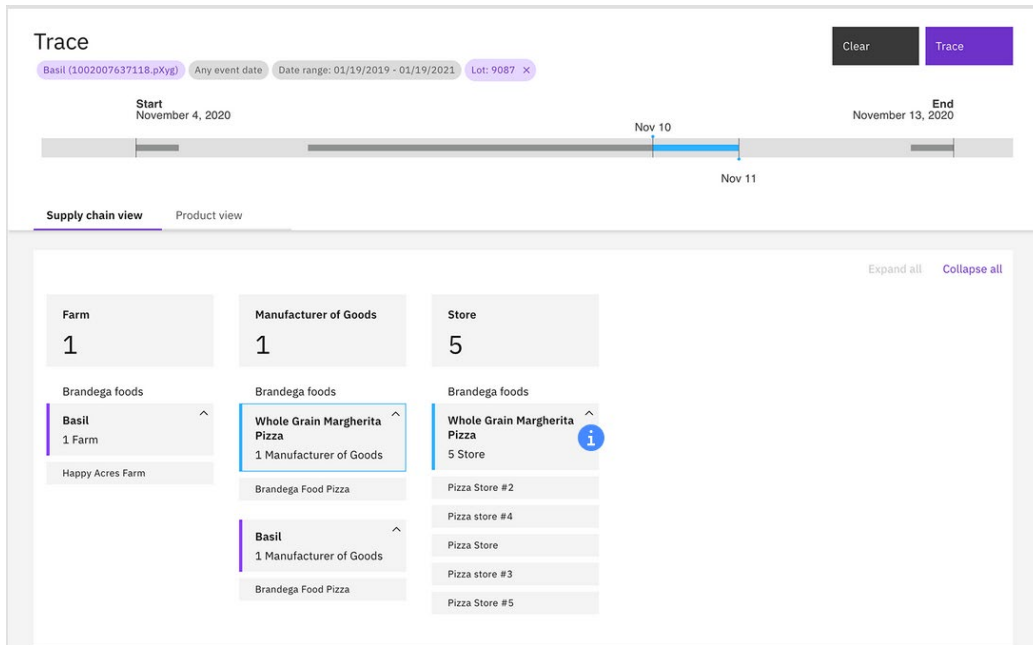 Trace
Clear
Trace
Basil (1002007637118.pXyg)
Any event date
Date range: 01/19/2019 - 01/19/2021
Lot: 9087 ×
Start
November 4, 2020
End
November 13, 2020
Nov 10
Nov 11
Supply chain view
Product view
Expand all
Collapse all
Farm
1
Manufacturer of Goods
1
Store
5
Brandega foods
Basil
1 Farm
Happy Acres Farm
Brandega foods
Whole Grain Margherita
Pizza
1 Manufacturer of Goods
Brandega Food Pizza
Basil
1 Manufacturer of Goods
Brandega Food Pizza
Brandega foods
Whole Grain Margherita
Pizza
5 Store
Pizza Store #2
Pizza store #4
Pizza Store
Pizza store #3
Pizza Store #5